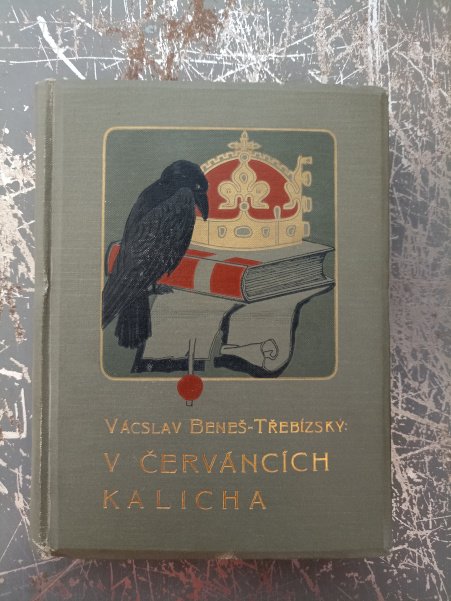 VÁCSLAV BENEŠ-TŘEBÍZSKÝ:
V ČERVÁNCÍCH
KALICHA